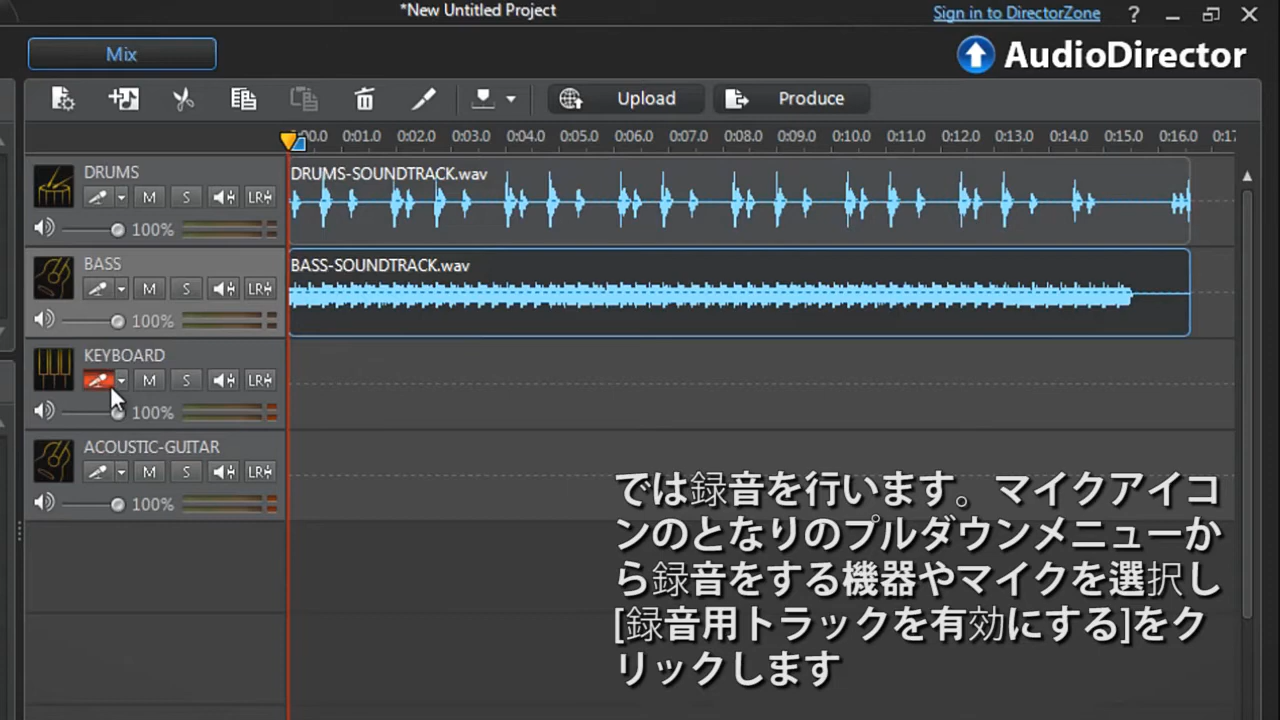 *New Untitled Project
Sign in to DirectorZone
?
Mix
AudioDirector
Upload
Produce
:00.0 0:01.0 0:02.0 0:03.0 0:04.0 0:05.0 0:06.0 0:07.0 0:08.0 0:09.0 0:10.0 0:11.0 0:12.0 0:13.0 0:14.0 0:15.0 0:16.0 0:17
DRUMS
DRUMS-SOUNDTRACK.wav
M S LR
100%
BASS
BASS-SOUNDTRACK.wav
M S LR
100%
KEYBOARD
M S LR
100%
ACOUSTIC-GUITAR
M S LR
100%
では録音を行います。マイクアイコ
ンのとなりのプルダウンメニューか
ら録音をする機器やマイクを選択し
[録音用トラックを有効にする]をク
リックします